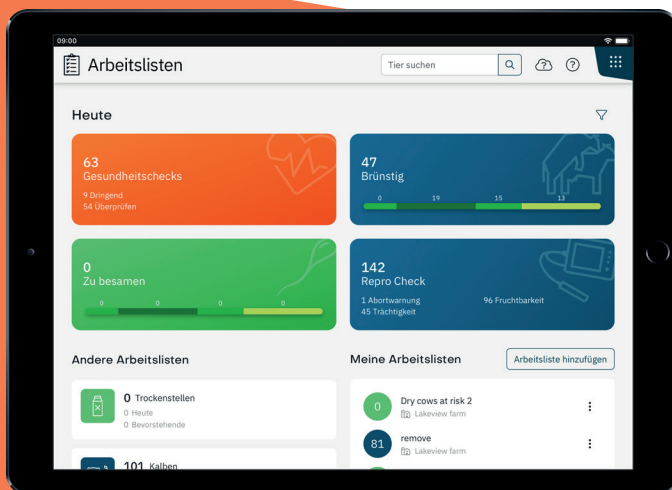 09:00
Arbeitslisten
Tier suchen
Heute
63
Gesundheitschecks
9 Dringend
54 Überprüfen
47
Brünstig
0 19 15 13
0
Zu besamen
0 0 0 0
142
Repro Check
1 Abortwarnung 96 Fruchtbarkeit
45 Trächtigkeit
Andere Arbeitslisten
0 Trockenstellen
0 Heute
0 Bevorstehende
101 Kalben
Meine Arbeitslisten
Arbeitsliste hinzufügen
0
Dry cows at risk 2
Lakeview farm
81
remove
Lakeview farm